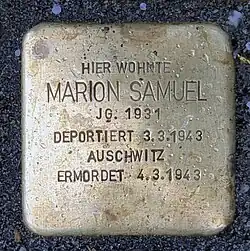 HIER WOHNTE
MARION SAMUEL
JG. 1931
DEPORTIERT 3.3.1943
AUSCHWITZ
ERMORDET 4.3.1943